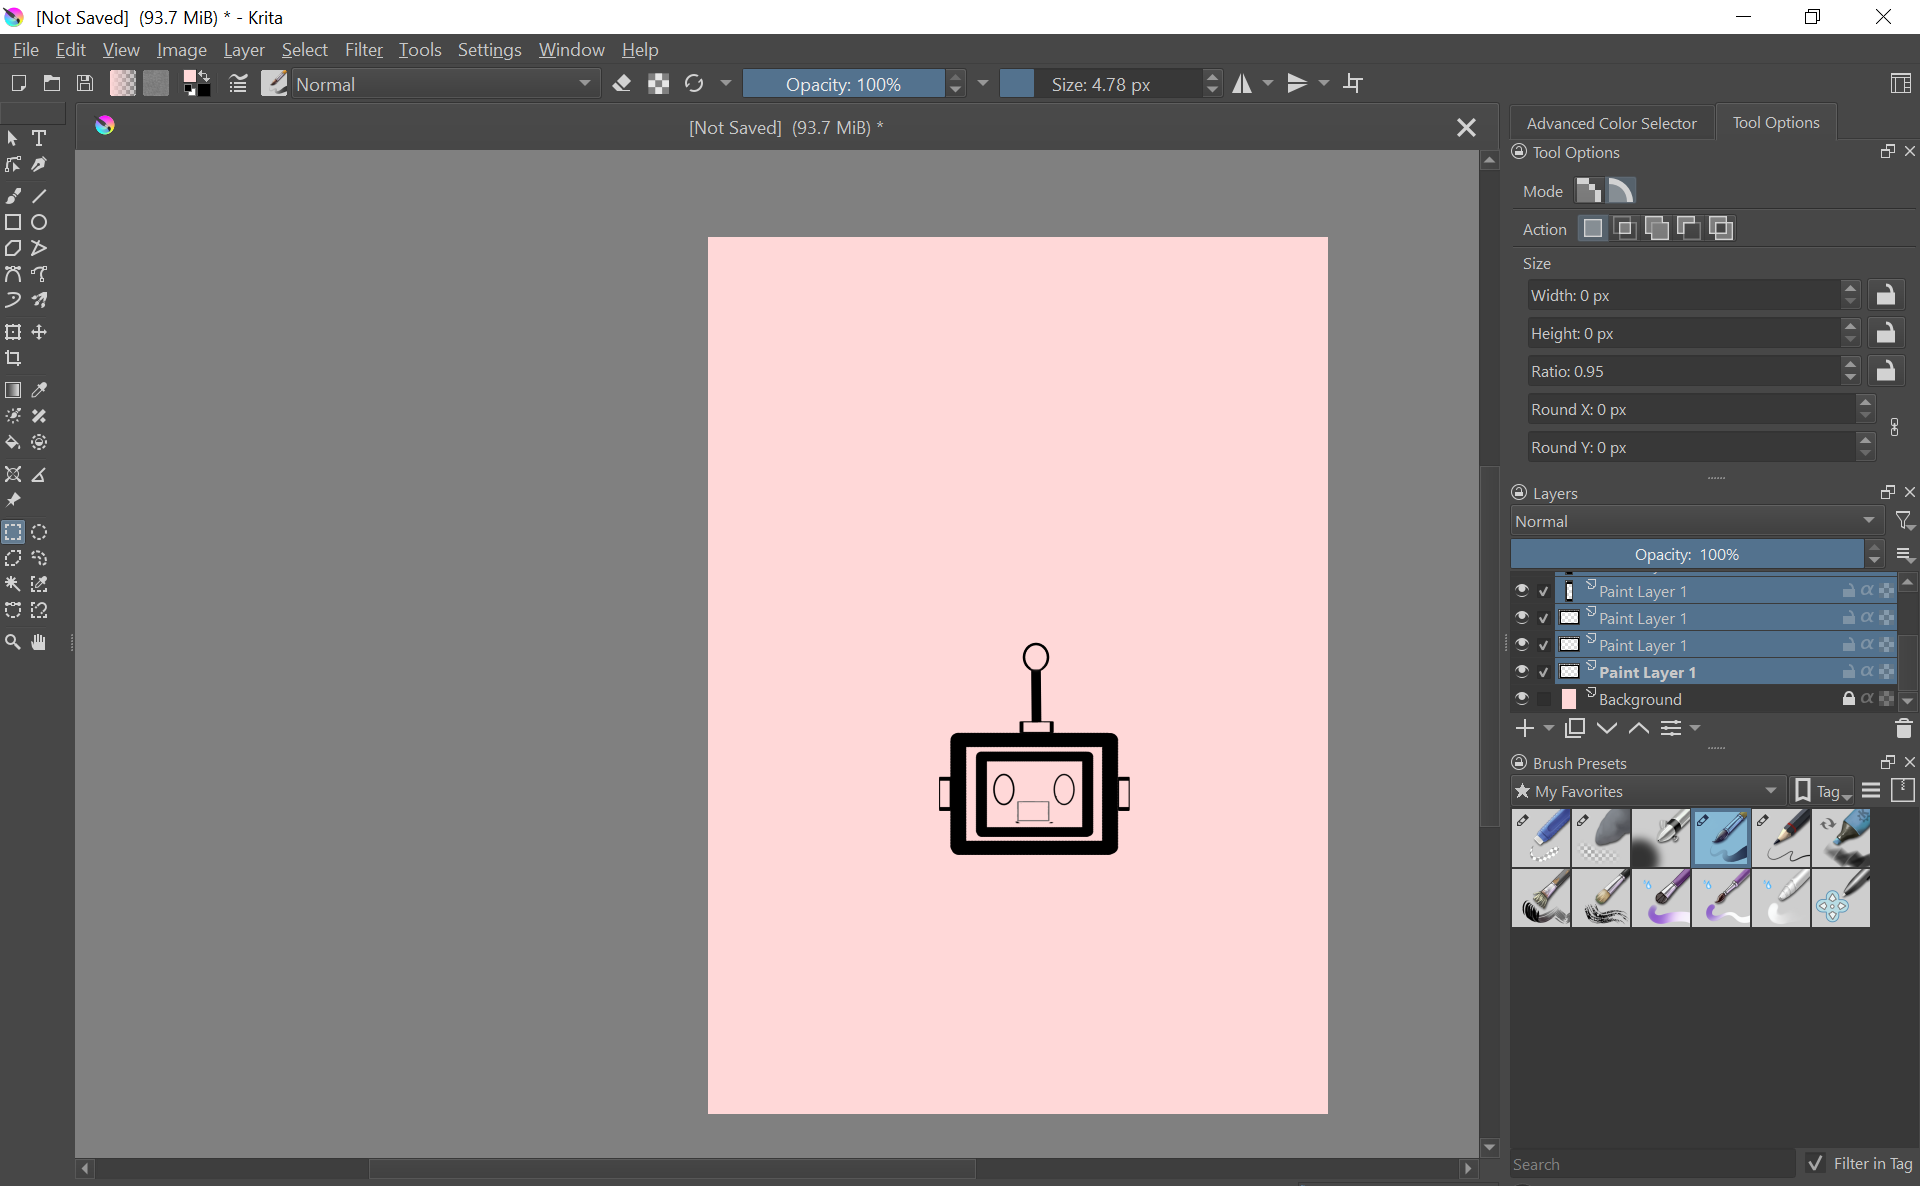 [Not Saved] (93.7 MiB) * - Krita
File Edit View Image Layer Select Filter Tools Settings Window Help
Normal Opacity: 100% Size: 4.78 px
[Not Saved] (93.7 MiB) *
Advanced Color Selector Tool Options
Tool Options
Mode
Action
Size
Width: 0 px
Height: 0 px
Ratio: 0.95
Round X: 0 px
Round Y: 0 px
Layers
Normal
Opacity: 100%
Paint Layer 1
Paint Layer 1
Paint Layer 1
Paint Layer 1
Background
Brush Presets
My Favorites Tag
Search Filter in Tag